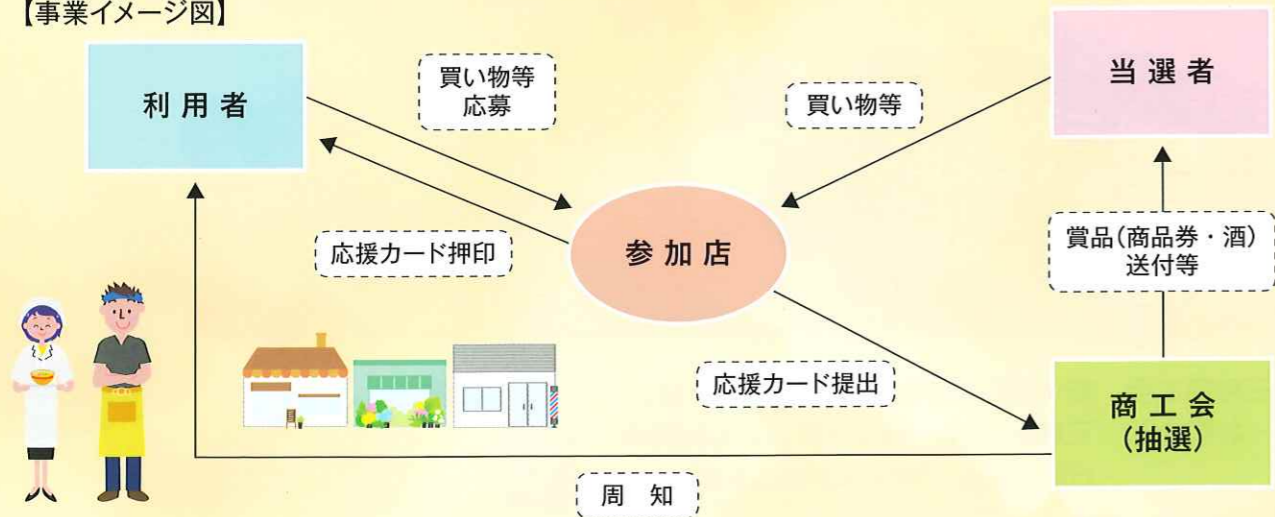 【事業イメージ図】
利用者
買い物等
応募
買い物等
当選者
応援カード押印
参加店
賞品(商品券・酒)
送付等
応援カード提出
商工会
(抽選)
周 知